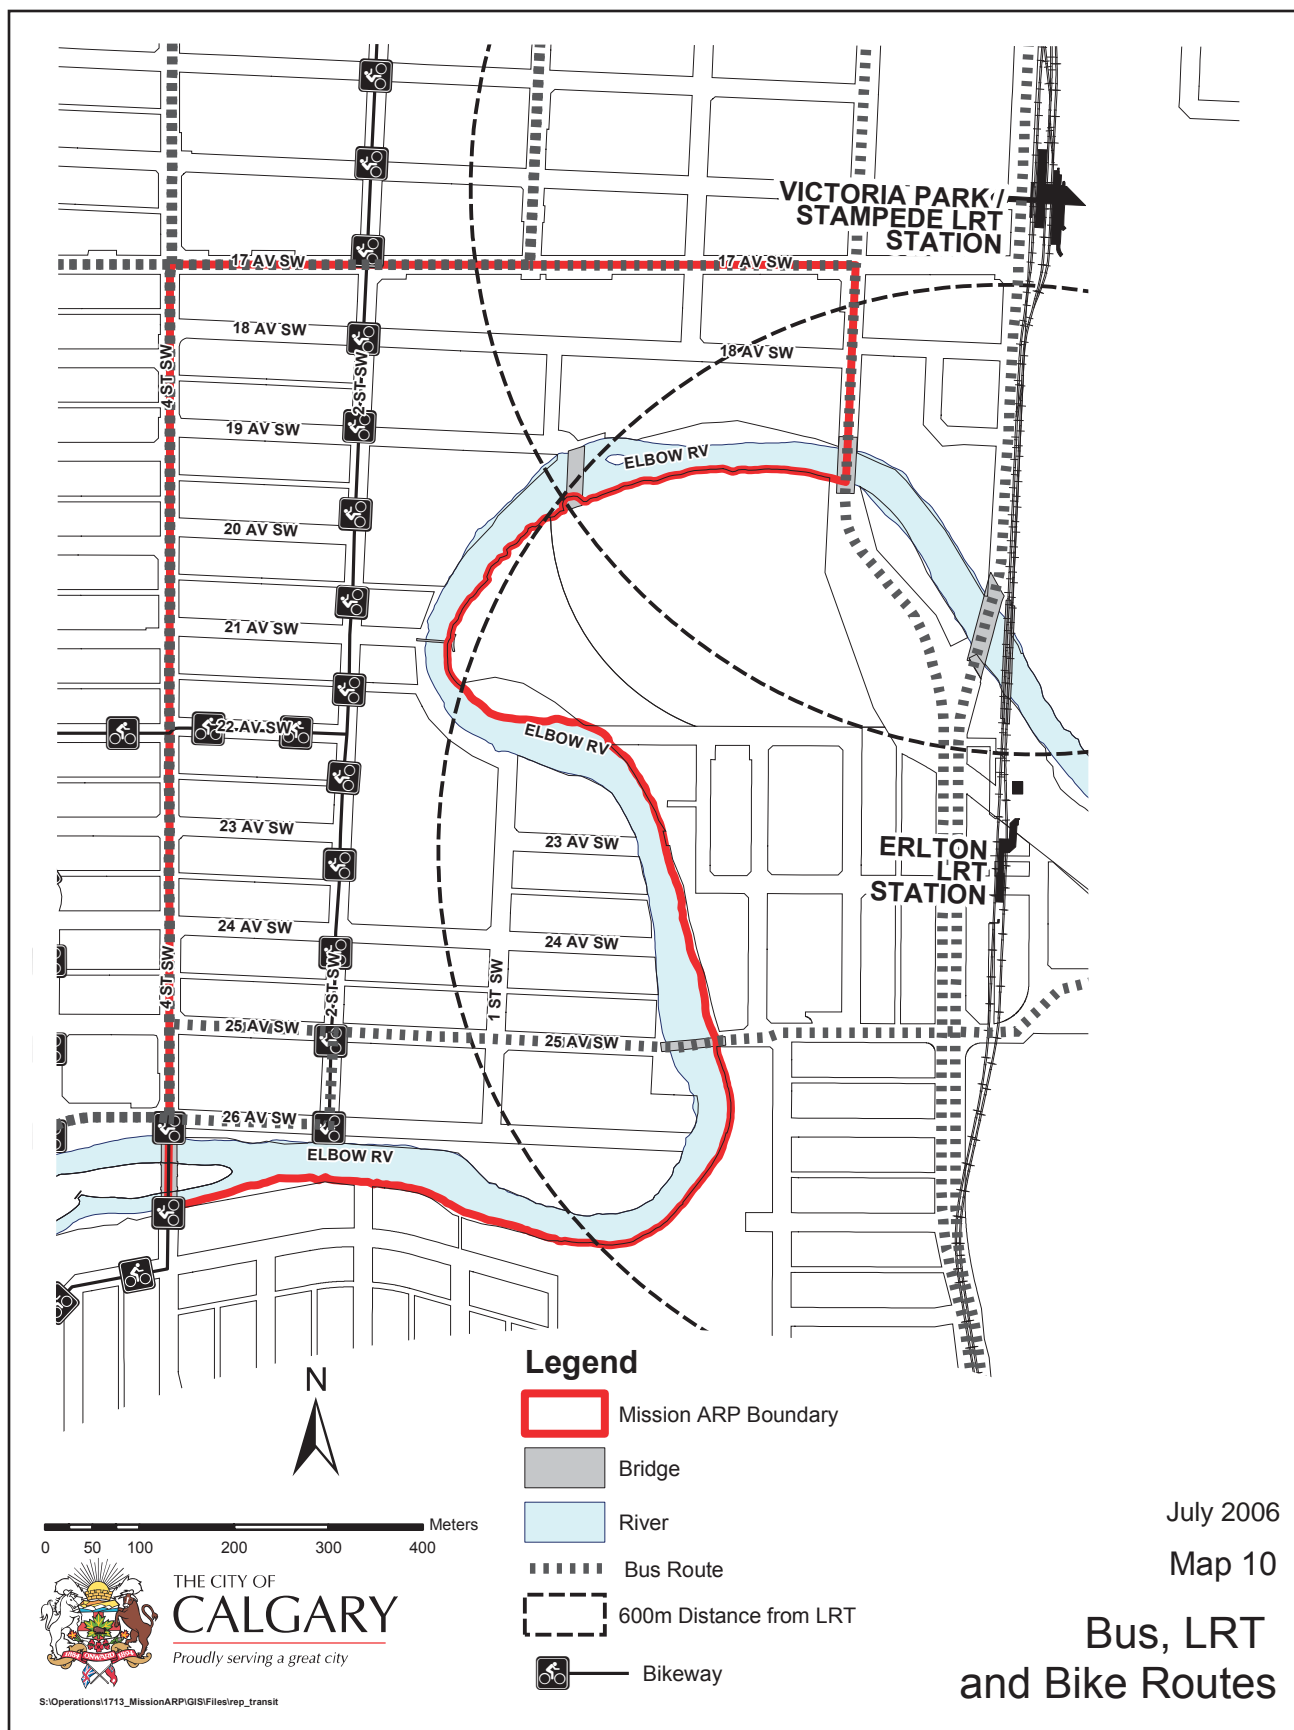 VICTORIA PARK /
STAMPEDE LRT
STATION
17 AV SW
17 AV SW
18 AV SW
18 AV SW
4 ST SW
2 ST SW
19 AV SW
ELBOW RV
20 AV SW
21 AV SW
22 AV SW
ELBOW RV
23 AV SW
23 AV SW
ERLTON
LRT
STATION
24 AV SW
24 AV SW
4 ST SW
2 ST SW
1 ST SW
25 AV SW
25 AV SW
26 AV SW
ELBOW RV
N
Legend
Mission ARP Boundary
Bridge
River
Bus Route
600m Distance from LRT
Bikeway
Meters
0 50 100 200 300 400
THE CITY OF
CALGARY
Proudly serving a great city
1884 ONWARD 1894
S:\Operations\1713_MissionARP\GIS\Files\rep_transit
July 2006
Map 10
Bus, LRT
and Bike Routes